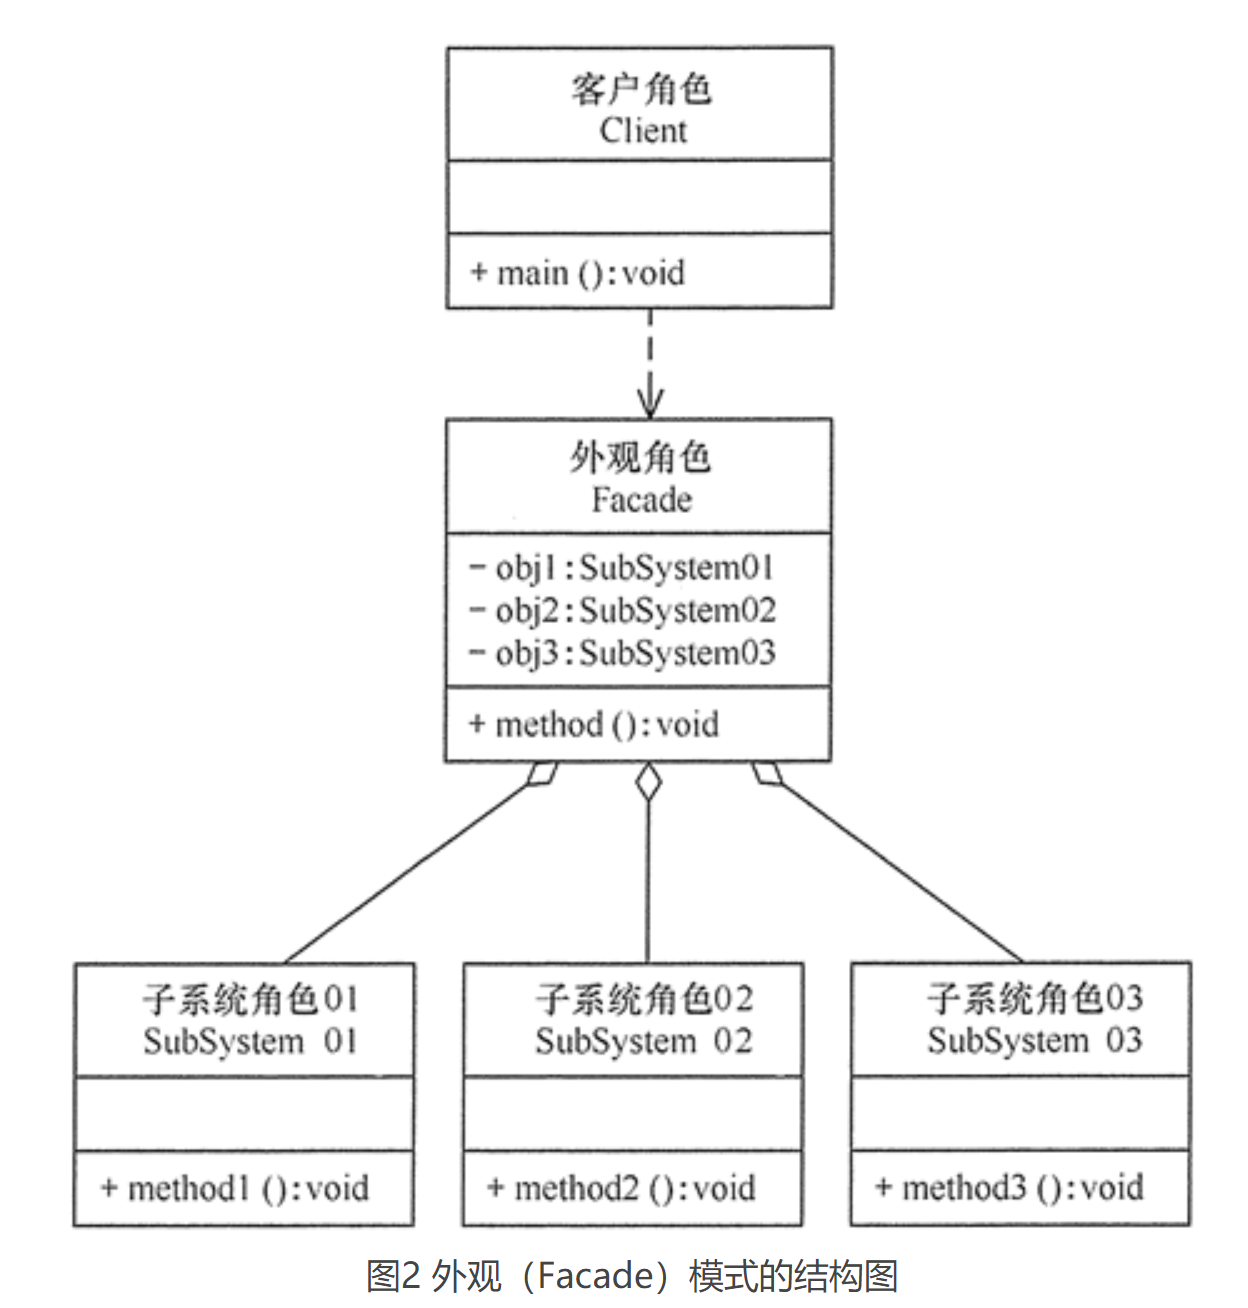 客户角色
Client
+ main ():void
外观角色
Facade
- obj1:SubSystem01
- obj2:SubSystem02
- obj3:SubSystem03
+ method ():void
子系统角色01
SubSystem 01
+ method1 ():void
子系统角色02
SubSystem 02
+ method2 ():void
子系统角色03
SubSystem 03
+ method3 ():void
图2 外观（Facade）模式的结构图